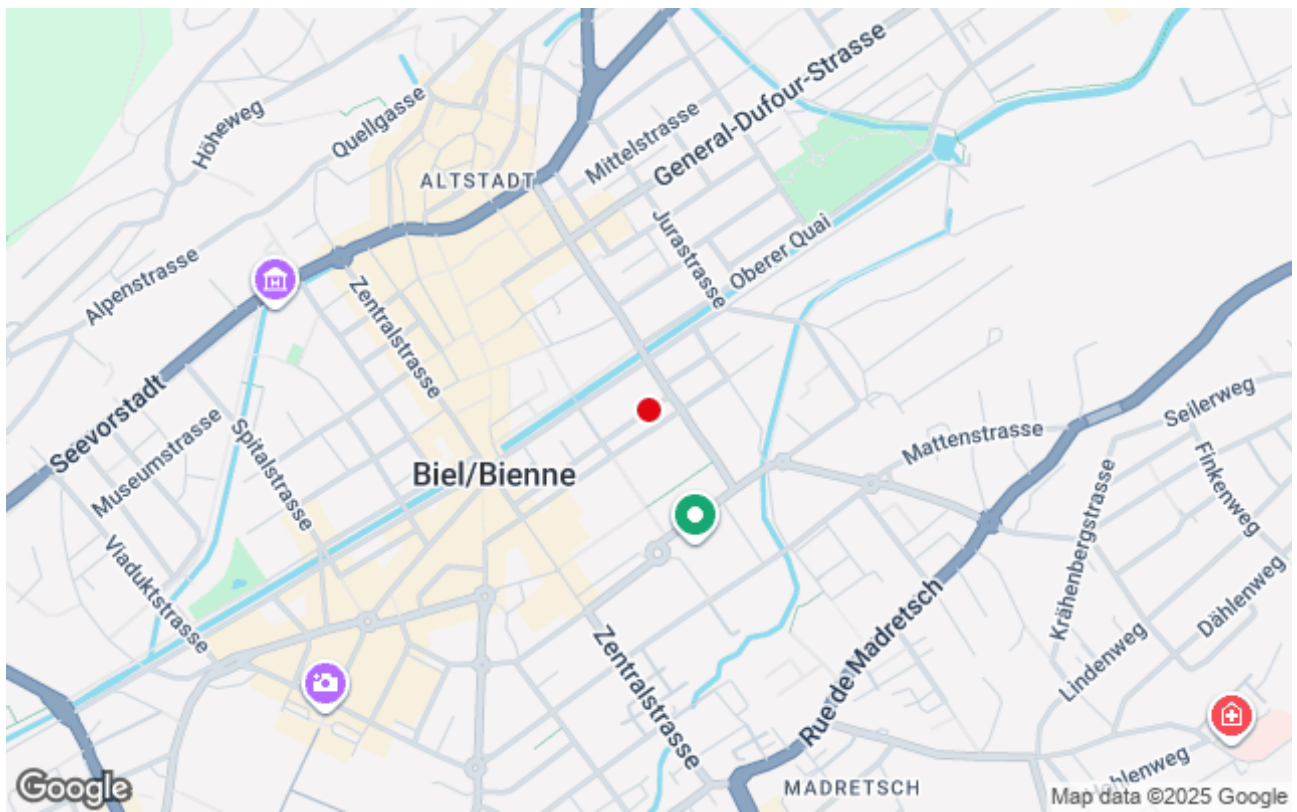 Höheweg
Quellgasse
ALTSTADT
Mittelstrasse
General-Dufour-Strasse
Jurastrasse
Oberer Quai
Alpenstrasse
Zentralstrasse
Seevorstadt
Museumstrasse
Spitalstrasse
Biel/Bienne
Viaduktstrasse
Mattenstrasse
Seilerweg
Finkenweg
Krähenbergstrasse
Dählenweg
Lindenweg
Rue de Madretsch
Zentralstrasse
MADRETSCH
Google
Map data ©2025 Google